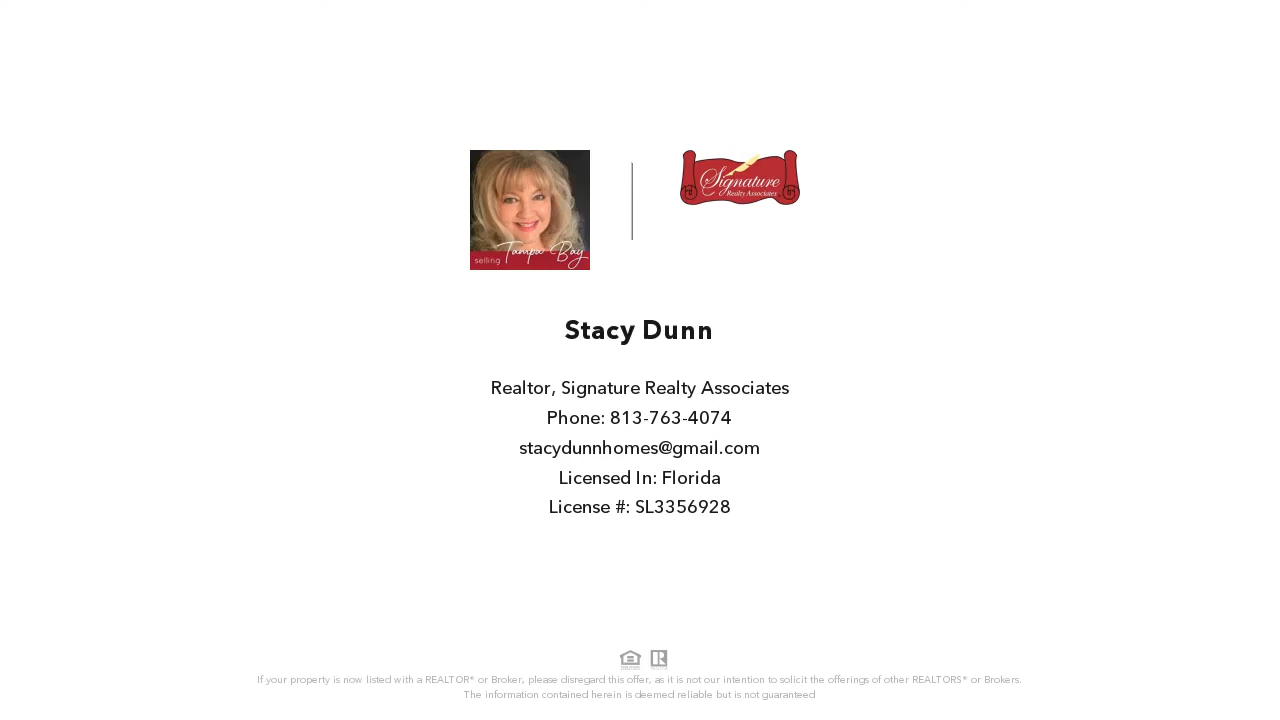 selling Tampa Bay
Signature
Realty Associates
Stacy Dunn
Realtor, Signature Realty Associates
Phone: 813-763-4074
stacydunnhomes@gmail.com
Licensed In: Florida
License #: SL3356928
If your property is now listed with a REALTOR® or Broker, please disregard this offer, as it is not our intention to solicit the offerings of other REALTORS® or Brokers.
The information contained herein is deemed reliable but is not guaranteed